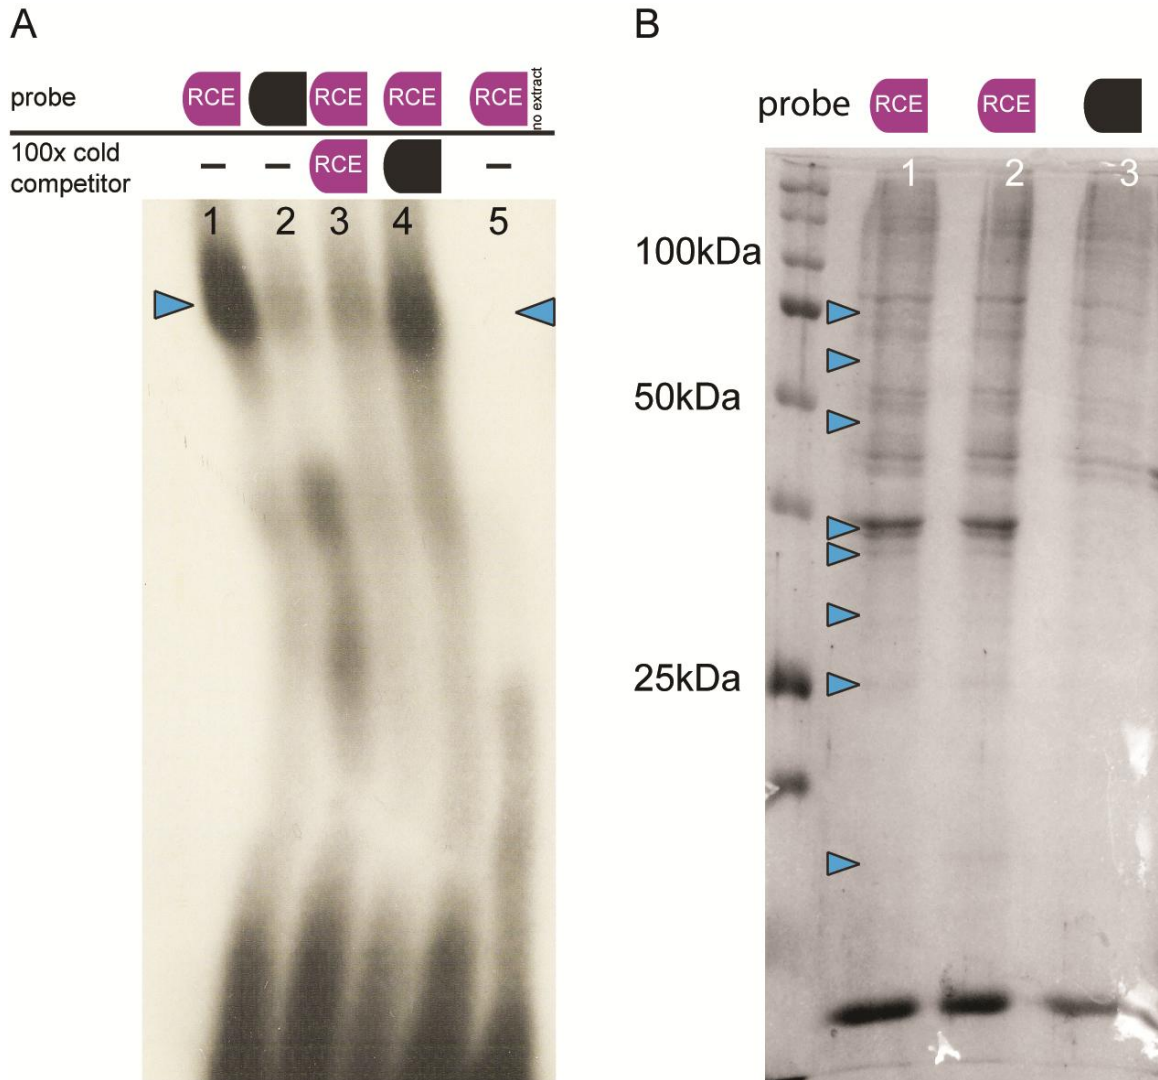 A
probe RCE RCE RCE RCE no extract
100x cold
competitor – – RCE –
1 2 3 4 5
B
probe RCE RCE
1 2 3
100kDa
50kDa
25kDa